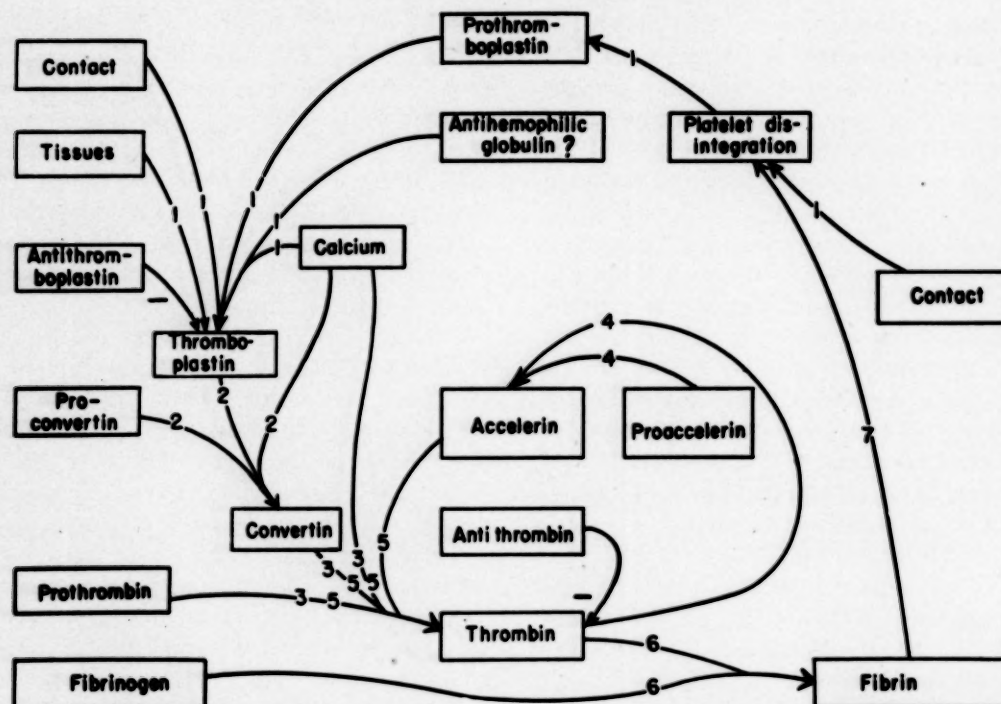 Contact
Tissues
Antithrom-
boplastin
–
1
1
Prothrom-
boplastin
1
1
Antihemophilic
globulin ?
1
Calcium
1
Platelet dis-
integration
1
Contact
1
Thrombo-
plastin
2
Pro-
convertin
2
2
Convertin
4
4
Accelerin
Proaccelerin
7
Anti thrombin
–
5
3
3
5
5
Prothrombin
3
5
Thrombin
6
Fibrinogen
6
Fibrin